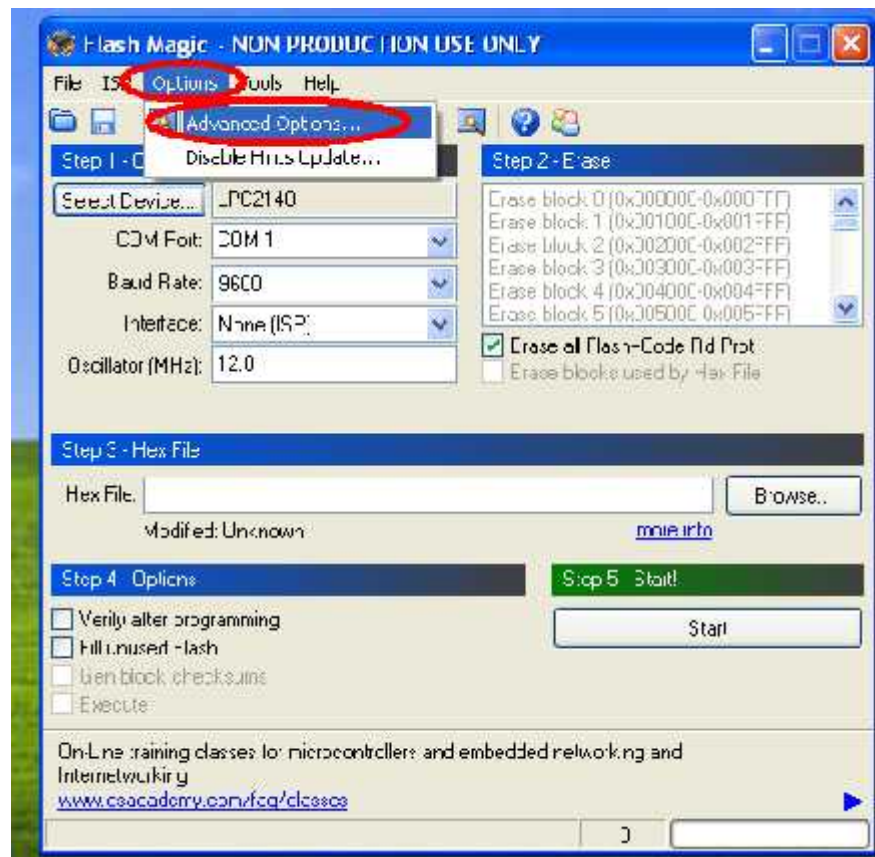 Flash Magic - NON PRODUCTION USE ONLY
File ISP Options Tools Help
Advanced Options...
Disable Hints Update...
Step 1 - C
Step 2 - Erase
Select Device... LPC2140
COM Port: COM 1
Baud Rate: 9600
Interface: None (ISP)
Oscillator (MHz): 12.0
Erase block 0 (0x000000-0x000FFF)
Erase block 1 (0x001000-0x001FFF)
Erase block 2 (0x002000-0x002FFF)
Erase block 3 (0x003000-0x003FFF)
Erase block 4 (0x004000-0x004FFF)
Erase block 5 (0x005000-0x005FFF)
Erase all Flash+Code Rd Prot
Erase blocks used by Hex File
Step 3 - Hex File
Hex File: Browse...
Modified: Unknown more info
Step 4 - Options
Step 5 - Start!
Verify after programming
Fill unused Flash
Gen block checksums
Execute
Start
On-Line training classes for microcontrollers and embedded networking and
Internetworking
www.esacademy.com/faq/classes
0